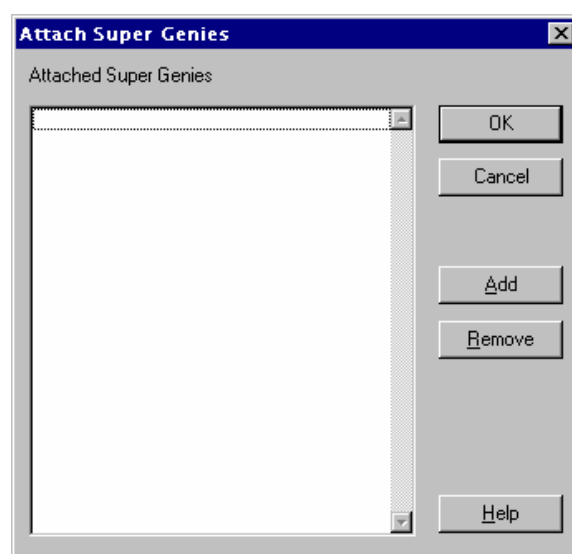 Attach Super Genies
Attached Super Genies
OK
Cancel
Add
Remove
Help